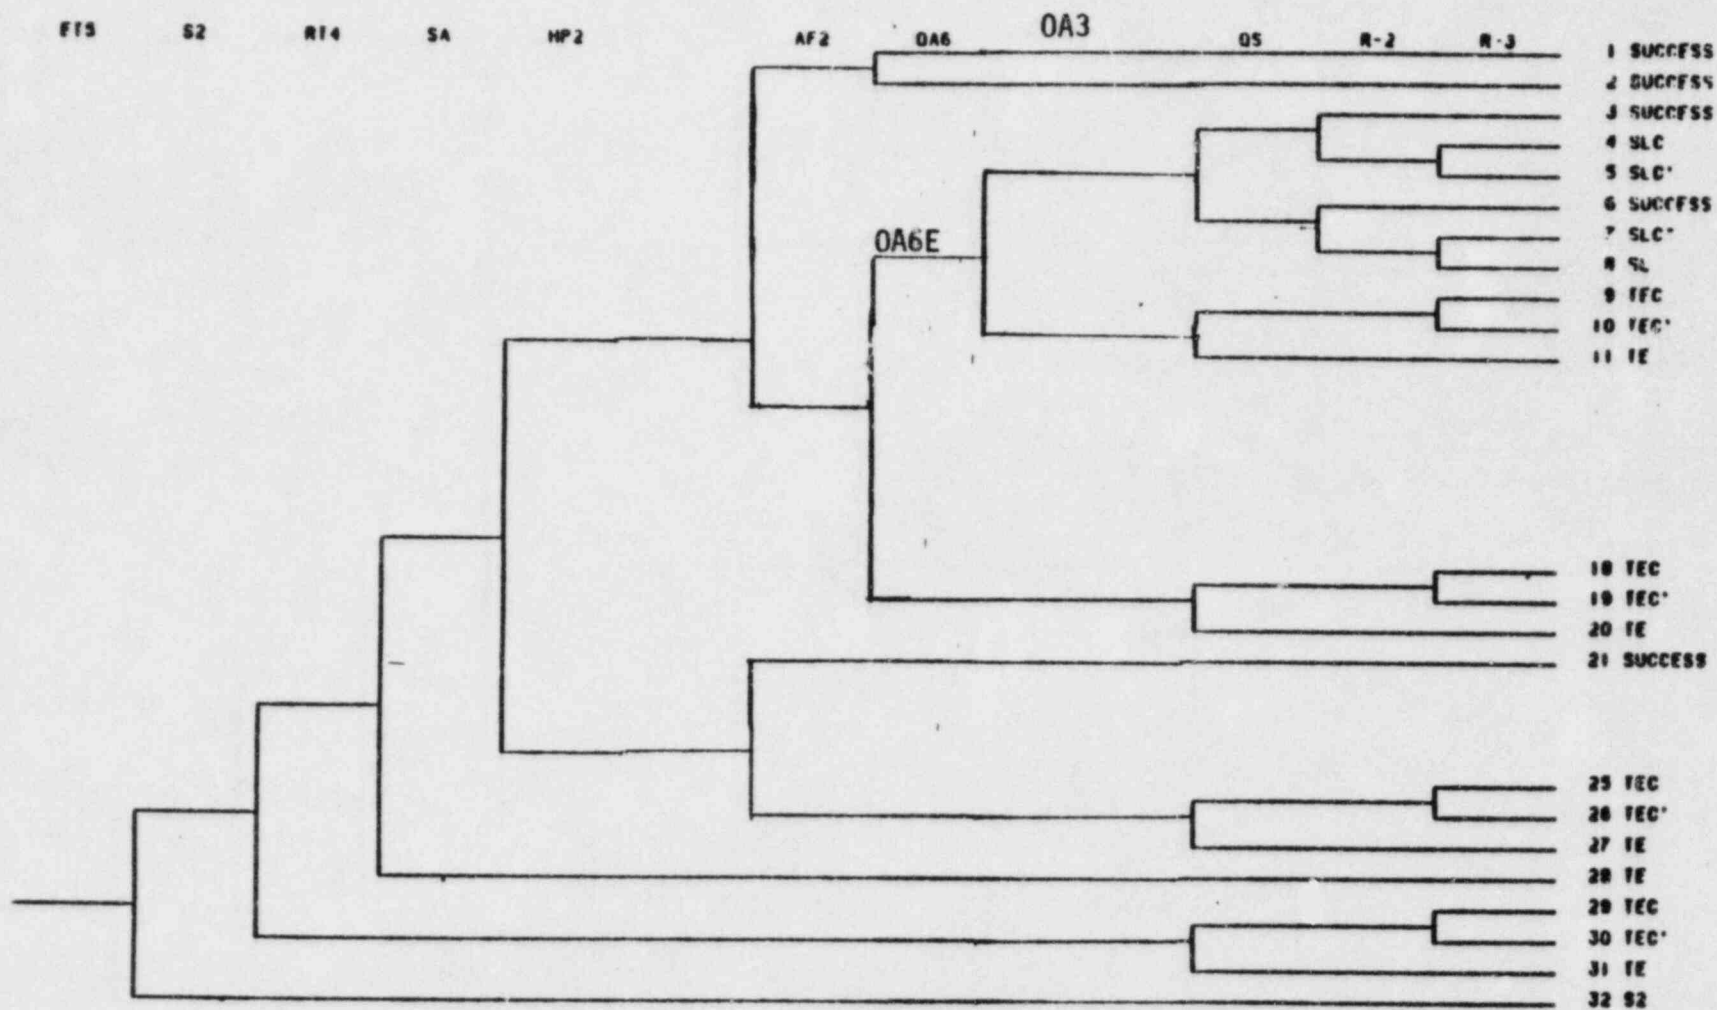 ET5 S2 RT4 SA HP2 AF2 OA6 OA3 QS R-2 R-3
1 SUCCESS
2 SUCCESS
3 SUCCESS
4 SLC
5 SLC'
6 SUCCESS
OA6E
7 SLC'
8 SL
9 TEC
10 TEC'
11 TE
18 TEC
19 TEC'
20 TE
21 SUCCESS
25 TEC
26 TEC'
27 TE
28 TE
29 TEC
30 TEC'
31 TE
32 S2